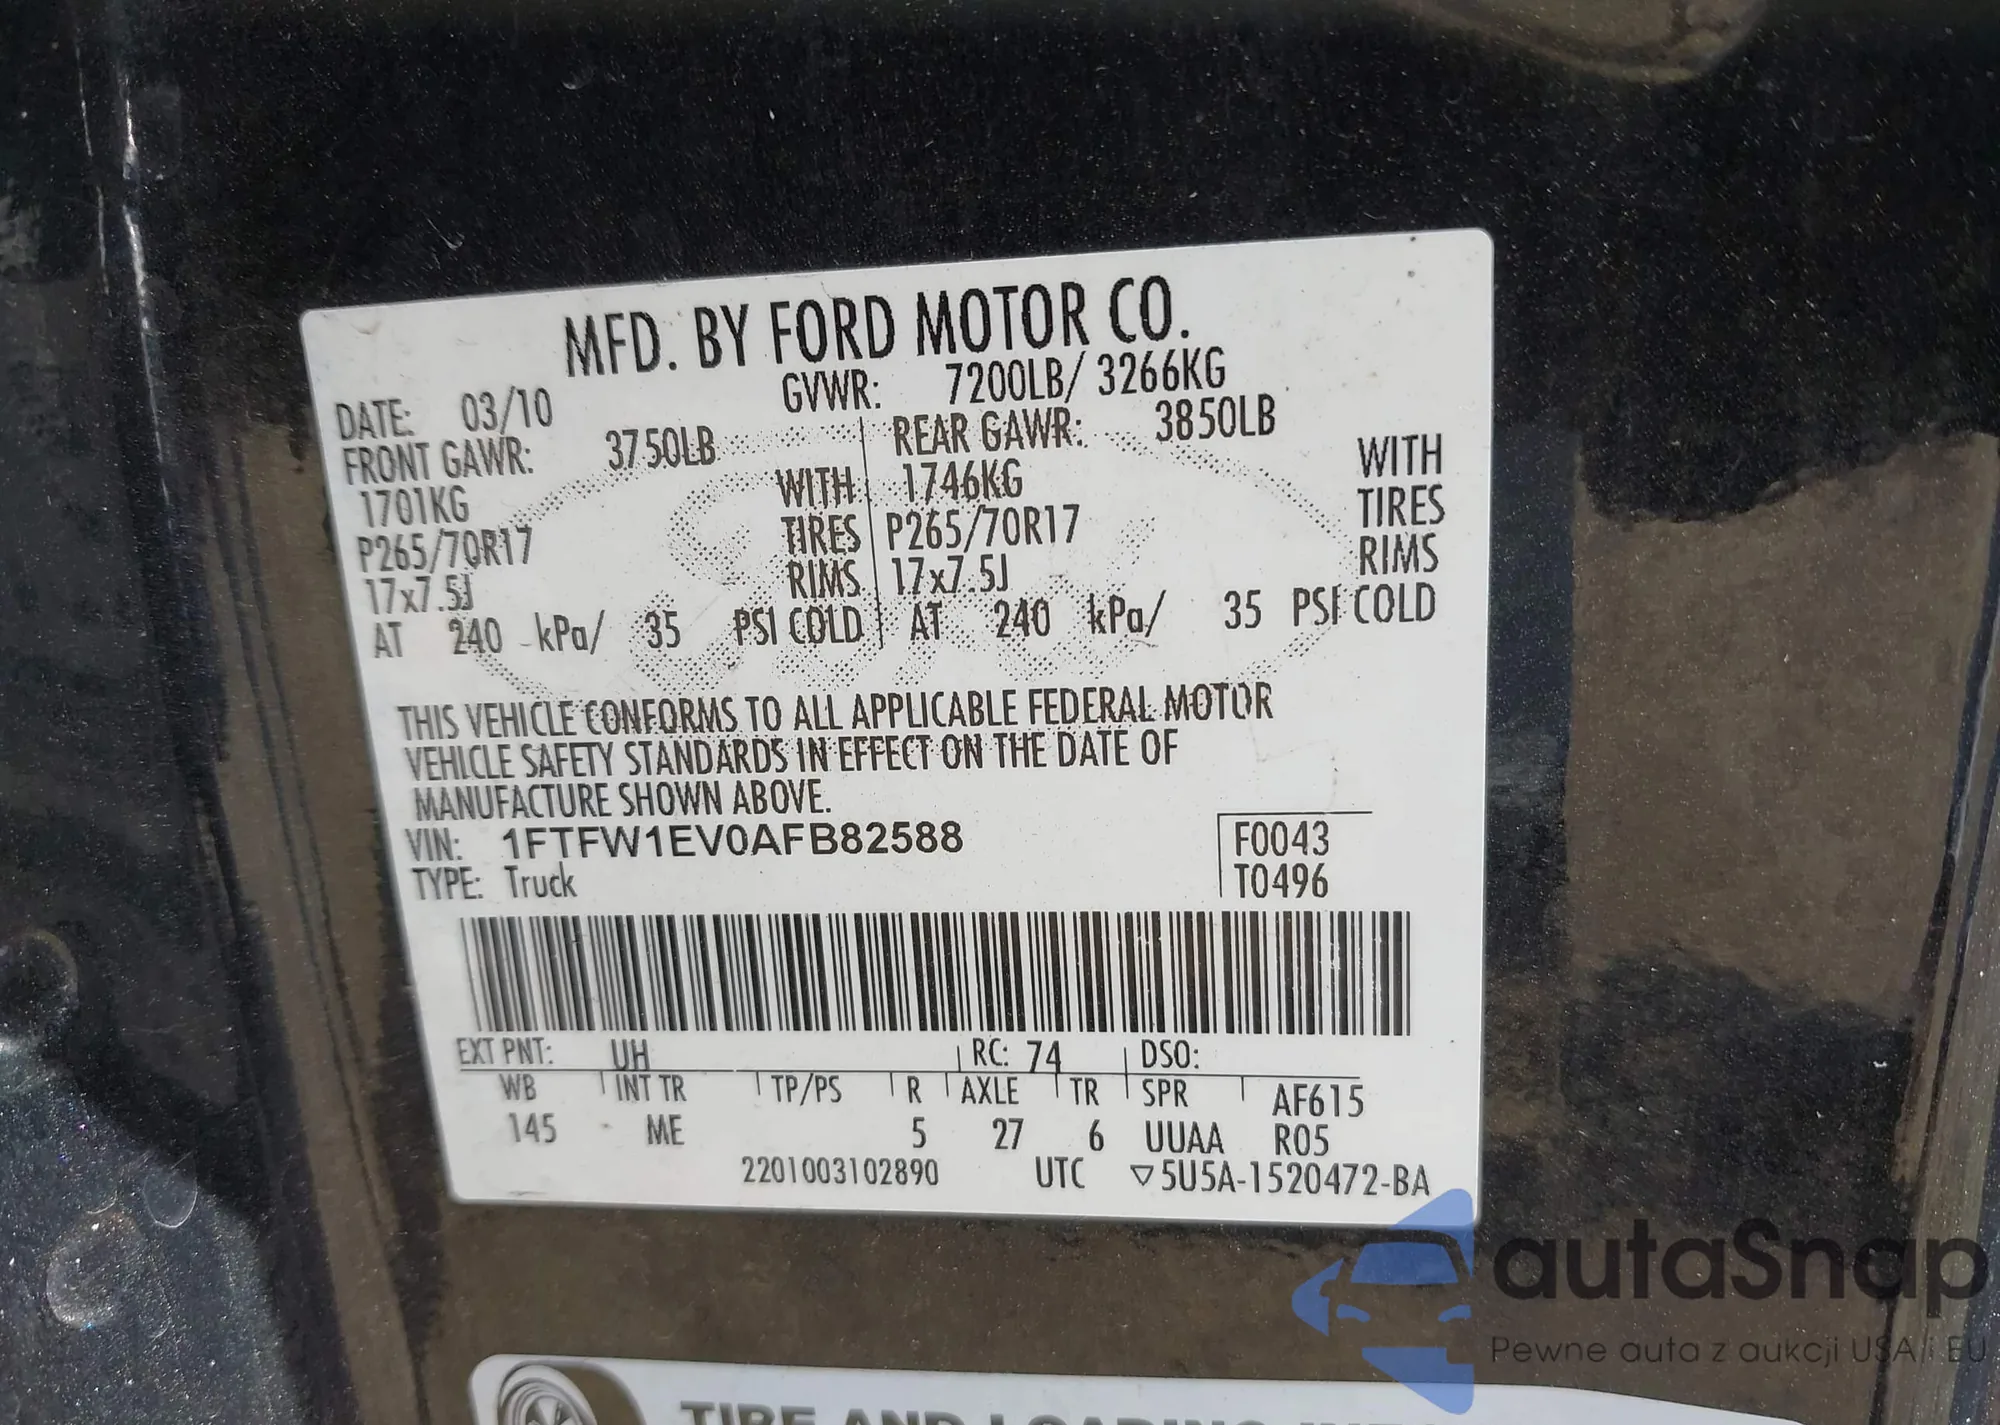 MFD. BY FORD MOTOR CO.
DATE: 03/10 GVWR: 7200LB/ 3266KG
FRONT GAWR: 3750LB REAR GAWR: 3850LB
1701KG WITH 1746KG WITH
P265/70R17 TIRES P265/70R17 TIRES
17x7.5J RIMS 17x7.5J RIMS
AT 240 kPa/ 35 PSI COLD AT 240 kPa/ 35 PSI COLD
THIS VEHICLE CONFORMS TO ALL APPLICABLE FEDERAL MOTOR
VEHICLE SAFETY STANDARDS IN EFFECT ON THE DATE OF
MANUFACTURE SHOWN ABOVE.
VIN: 1FTFW1EV0AFB82588 F0043
TYPE: Truck T0496
EXT PNT: UH RC: 74 DSO:
WB INT TR TP/PS R AXLE TR SPR AF615
145 ME 5 27 6 UUAA R05
2201003102890 UTC ▽5U5A-1520472-BA
autaSnap
Pewne auta z aukcji USA i EU
TIRE AND LOADING